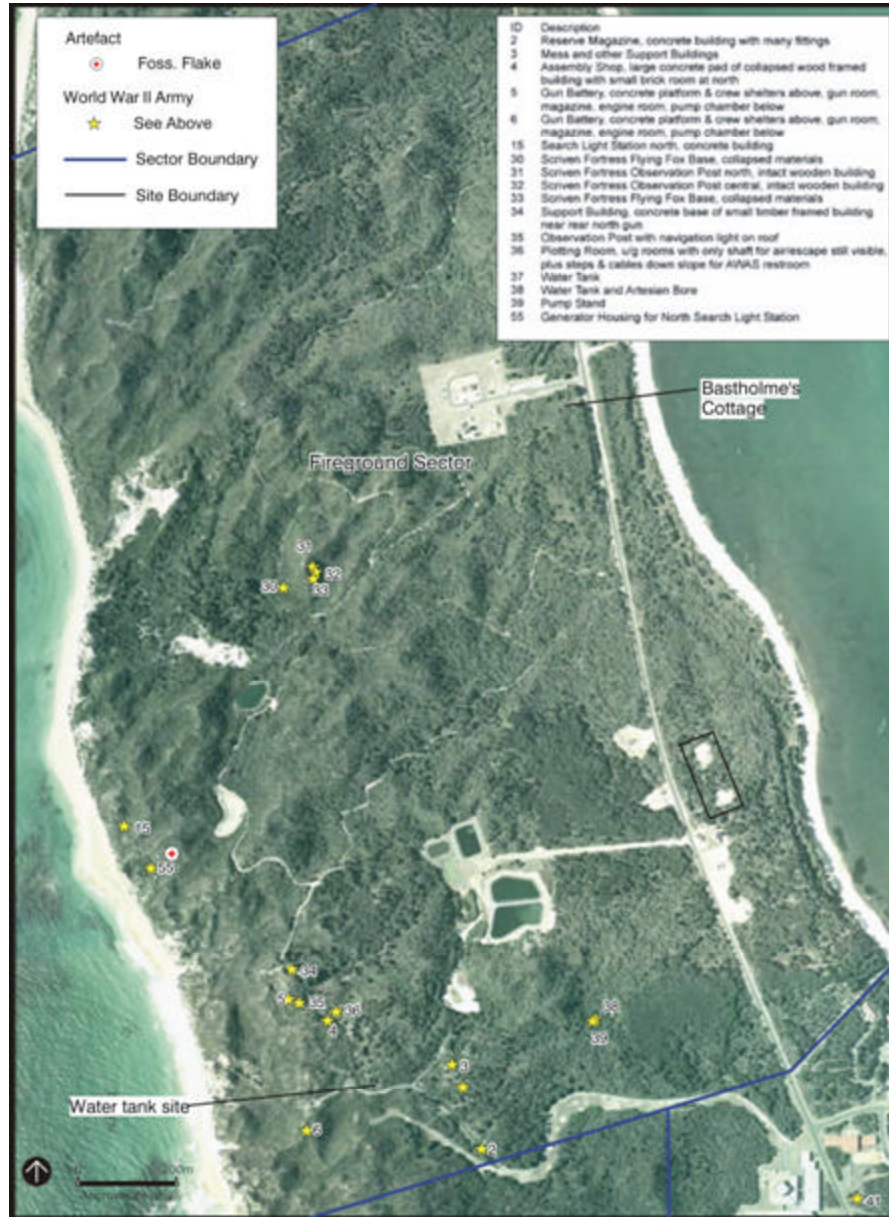 Artefact
Foss. Flake
World War II Army
See Above
Sector Boundary
Site Boundary
ID Description
2 Reserve Magazine, concrete building with many fittings
3 Mess and other Support Buildings
4 Assembly Shop, large concrete pad of collapsed wood framed
building with small brick room at north
5 Gun Battery, concrete platform & crew shelters above, gun room,
magazine, engine room, pump chamber below
6 Gun Battery, concrete platform & crew shelters above, gun room,
magazine, engine room, pump chamber below
15 Search Light Station north, concrete building
30 Scriven Fortress Flying Fox Base, collapsed materials
31 Scriven Fortress Observation Post north, intact wooden building
32 Scriven Fortress Observation Post central, intact wooden building
33 Scriven Fortress Flying Fox Base, collapsed materials
34 Support Building, concrete base of small timber framed building
near rear north gun
35 Observation Post with navigation light on roof
36 Plotting Room, u/g rooms with only shaft for air/escape still visible,
plus steps & cables down slope for AWAS restroom
37 Water Tank
38 Water Tank and Artesian Bore
39 Pump Stand
55 Generator Housing for North Search Light Station
Bastholme's
Cottage
Fireground Sector
31
32
30
33
15
55
34
5
35
36
4
38
39
3
Water tank site
6
2
0 200m
41